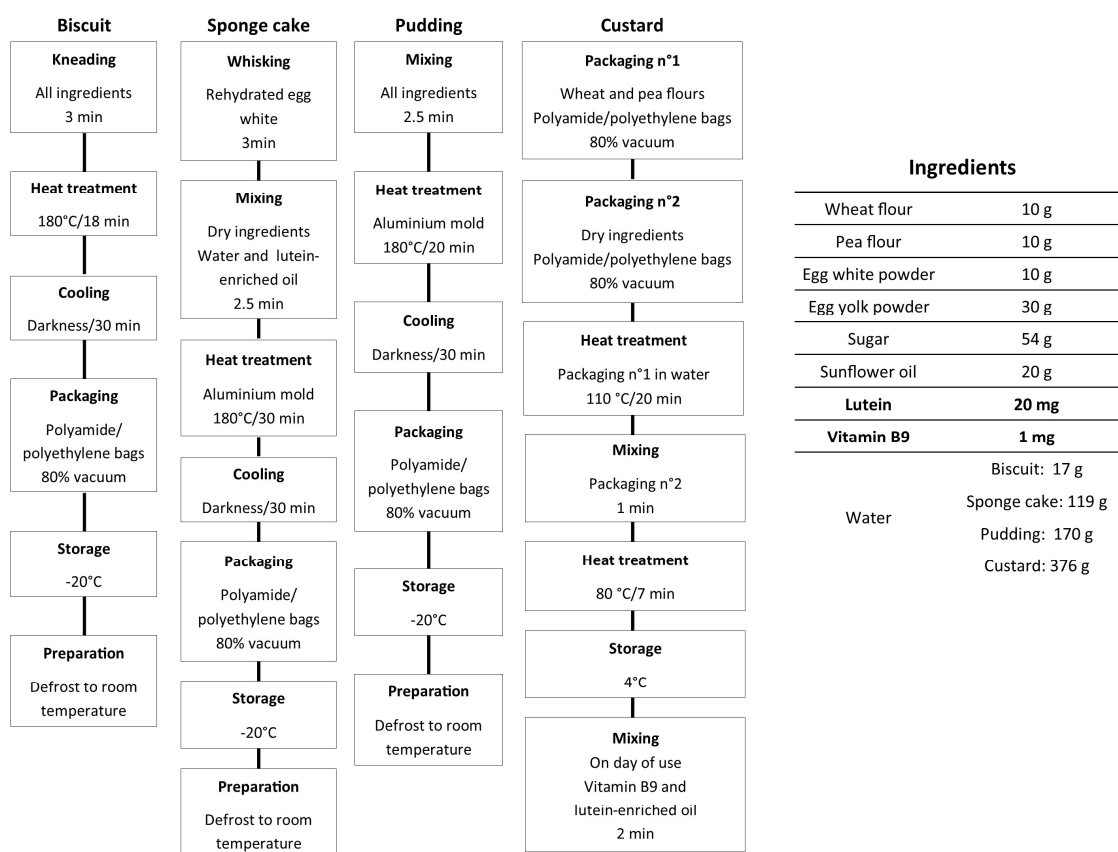 Biscuit
Kneading
All ingredients
3 min
Heat treatment
180°C/18 min
Cooling
Darkness/30 min
Packaging
Polyamide/
polyethylene bags
80% vacuum
Storage
-20°C
Preparation
Defrost to room
temperature
Sponge cake
Whisking
Rehydrated egg
white
3min
Mixing
Dry ingredients
Water and lutein-
enriched oil
2.5 min
Heat treatment
Aluminium mold
180°C/30 min
Cooling
Darkness/30 min
Packaging
Polyamide/
polyethylene bags
80% vacuum
Storage
-20°C
Preparation
Defrost to room
temperature
Pudding
Mixing
All ingredients
2.5 min
Heat treatment
Aluminium mold
180°C/20 min
Cooling
Darkness/30 min
Packaging
Polyamide/
polyethylene bags
80% vacuum
Storage
-20°C
Preparation
Defrost to room
temperature
Custard
Packaging n°1
Wheat and pea flours
Polyamide/polyethylene bags
80% vacuum
Packaging n°2
Dry ingredients
Polyamide/polyethylene bags
80% vacuum
Heat treatment
Packaging n°1 in water
110 °C/20 min
Mixing
Packaging n°2
1 min
Heat treatment
80 °C/7 min
Storage
4°C
Mixing
On day of use
Vitamin B9 and
lutein-enriched oil
2 min
Ingredients
Wheat flour 10 g
Pea flour 10 g
Egg white powder 10 g
Egg yolk powder 30 g
Sugar 54 g
Sunflower oil 20 g
Lutein 20 mg
Vitamin B9 1 mg
Water
Biscuit: 17 g
Sponge cake: 119 g
Pudding: 170 g
Custard: 376 g